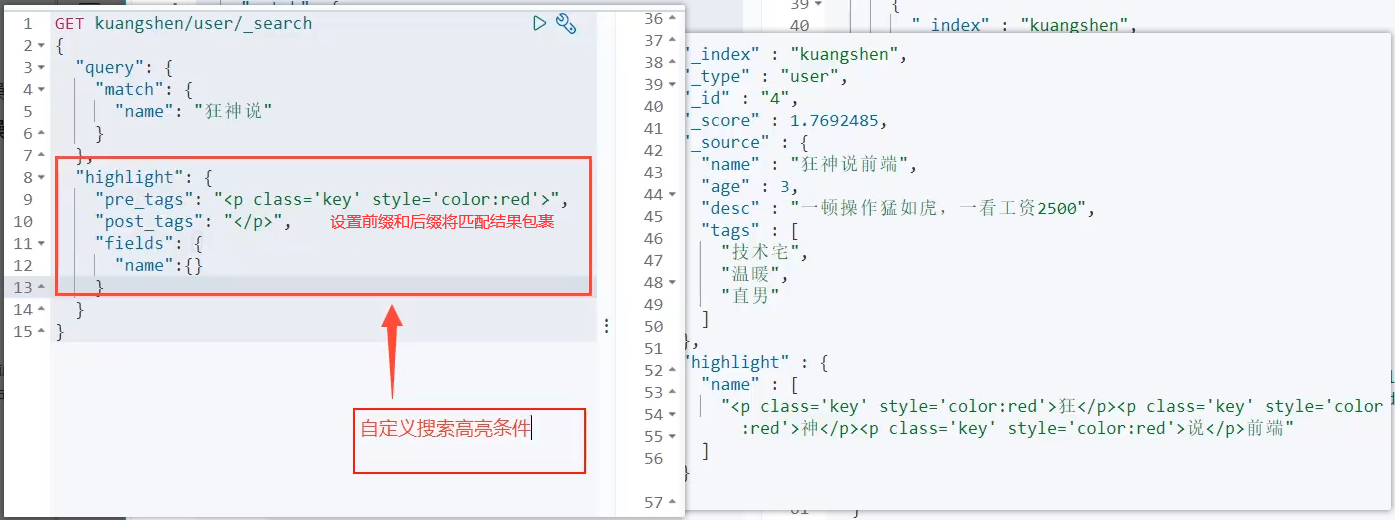 1 GET kuangshen/user/_search
2 {
3 "query": {
4 "match": {
5 "name": "狂神说"
6 }
7 },
8 "highlight": {
9 "pre_tags": "<p class='key' style='color:red'>",
10 "post_tags": "</p>", 设置前缀和后缀将匹配结果包裹
11 "fields": {
12 "name":{}
13 }
14 }
15 }
自定义搜索高亮条件
36
37
38
39
40
41
42
43
44
45
46
47
48
49
50
51
52
53
54
55
56
57
39 {
40 "_index" : "kuangshen",
"_index" : "kuangshen",
"_type" : "user",
"_id" : "4",
"_score" : 1.7692485,
"_source" : {
"name" : "狂神说前端",
"age" : 3,
"desc" : "一顿操作猛如虎，一看工资2500",
"tags" : [
"技术宅",
"温暖",
"直男"
]
},
"highlight" : {
"name" : [
"<p class='key' style='color:red'>狂</p><p class='key' style='color
:red'>神</p><p class='key' style='color:red'>说</p>前端"
]
}
}